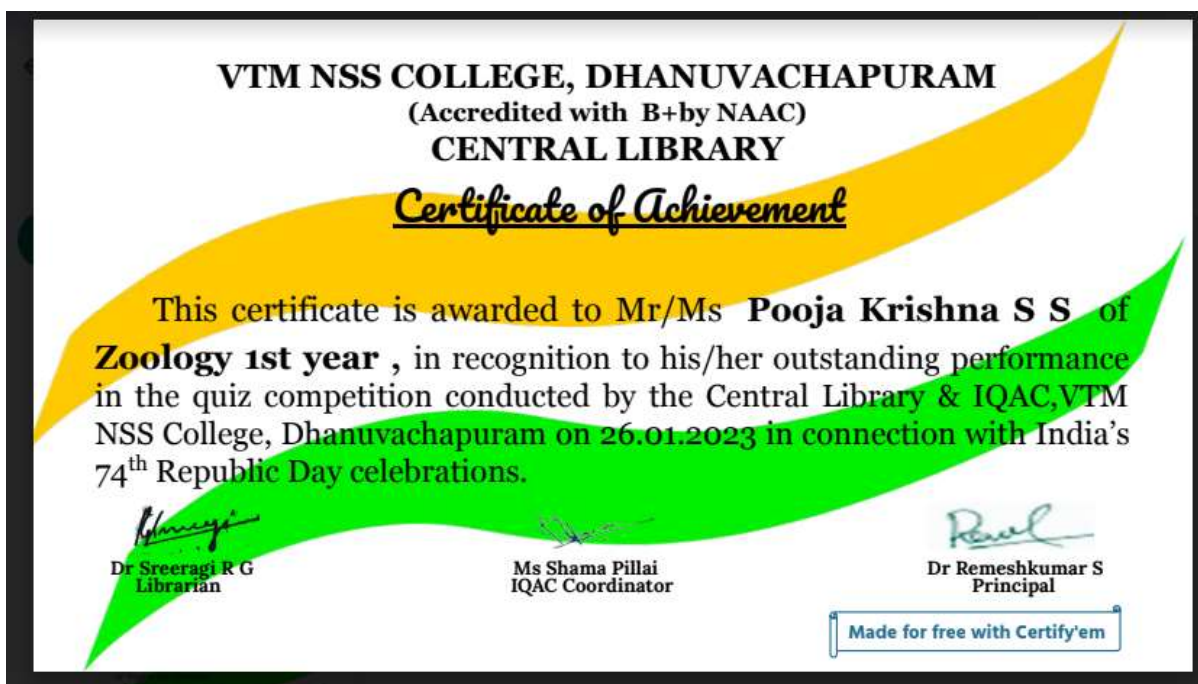 VTM NSS COLLEGE, DHANUVACHAPURAM
(Accredited with B+by NAAC)
CENTRAL LIBRARY
Certificate of Achievement
This certificate is awarded to Mr/Ms Pooja Krishna S S of
Zoology 1st year , in recognition to his/her outstanding performance
in the quiz competition conducted by the Central Library & IQAC,VTM
NSS College, Dhanuvachapuram on 26.01.2023 in connection with India's
74th Republic Day celebrations.
Dr Sreeragi R G
Librarian
Ms Shama Pillai
IQAC Coordinator
Dr Remeshkumar S
Principal
Made for free with Certify'em